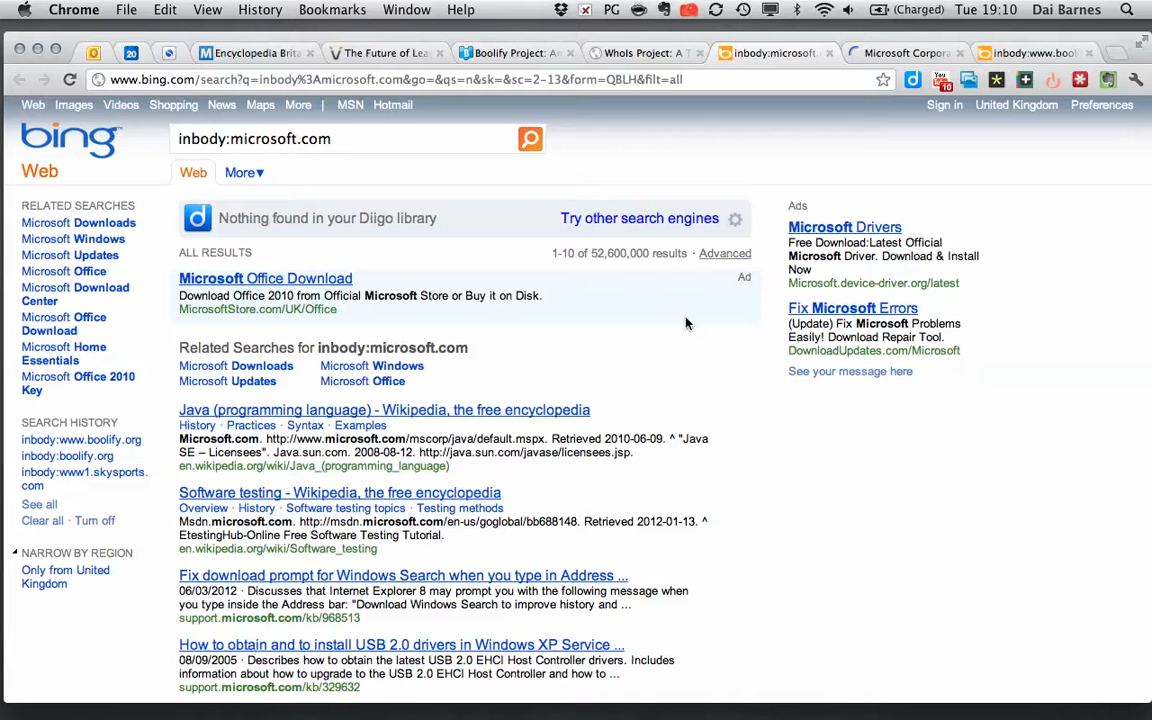 Chrome File Edit View History Bookmarks Window Help PG (Charged) Tue 19:10 Dai Barnes
20 Encyclopedia Brita The Future of Lea Boolify Project: An WhoIs Project: A T inbody:microsoft. Microsoft Corpora inbody:www.bool
www.bing.com/search?q=inbody%3Amicrosoft.com&go=&qs=n&sk=&sc=2-13&form=QBLH&filt=all You 10
Web Images Videos Shopping News Maps More MSN Hotmail Sign in United Kingdom Preferences
bing
inbody:microsoft.com
Web
Web More▾
RELATED SEARCHES
Microsoft Downloads
Microsoft Windows
Microsoft Updates
Microsoft Office
Microsoft Download
Center
Microsoft Office
Download
Microsoft Home
Essentials
Microsoft Office 2010
Key
SEARCH HISTORY
inbody:www.boolify.org
inbody:boolify.org
inbody:www1.skysports.
com
See all
Clear all · Turn off
NARROW BY REGION
Only from United
Kingdom
d Nothing found in your Diigo library Try other search engines
ALL RESULTS 1-10 of 52,600,000 results · Advanced
Microsoft Office Download Ad
Download Office 2010 from Official Microsoft Store or Buy it on Disk.
MicrosoftStore.com/UK/Office
Related Searches for inbody:microsoft.com
Microsoft Downloads Microsoft Windows
Microsoft Updates Microsoft Office
Java (programming language) - Wikipedia, the free encyclopedia
History · Practices · Syntax · Examples
Microsoft.com. http://www.microsoft.com/mscorp/java/default.mspx. Retrieved 2010-06-09. ^ "Java
SE – Licensees". Java.sun.com. 2008-08-12. http://java.sun.com/javase/licensees.jsp.
en.wikipedia.org/wiki/Java_(programming_language)
Software testing - Wikipedia, the free encyclopedia
Overview · History · Software testing topics · Testing methods
Msdn.microsoft.com. http://msdn.microsoft.com/en-us/goglobal/bb688148. Retrieved 2012-01-13. ^
EtestingHub-Online Free Software Testing Tutorial.
en.wikipedia.org/wiki/Software_testing
Fix download prompt for Windows Search when you type in Address ...
06/03/2012 · Discusses that Internet Explorer 8 may prompt you with the following message when
you type inside the Address bar: "Download Windows Search to improve history and ...
support.microsoft.com/kb/968513
How to obtain and to install USB 2.0 drivers in Windows XP Service ...
08/09/2005 · Describes how to obtain the latest USB 2.0 EHCI Host Controller drivers. Includes
information about how to upgrade to the USB 2.0 EHCI Host Controller and how to ...
support.microsoft.com/kb/329632
Ads
Microsoft Drivers
Free Download:Latest Official
Microsoft Driver. Download & Install
Now
Microsoft.device-driver.org/latest
Fix Microsoft Errors
(Update) Fix Microsoft Problems
Easily! Download Repair Tool.
DownloadUpdates.com/Microsoft
See your message here